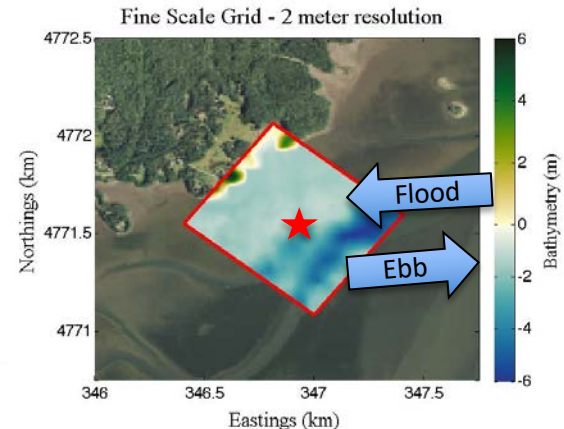 Fine Scale Grid - 2 meter resolution
4772.5
4772
4771.5
4771
Northings (km)
346
346.5
347
347.5
Eastings (km)
Flood
Ebb
6
4
2
0
-2
-4
-6
Bathymetry (m)